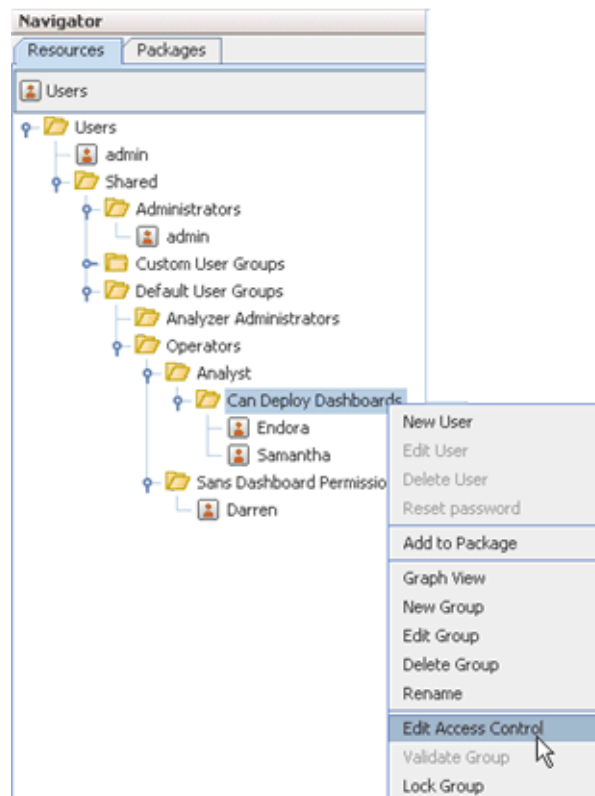 Navigator
Resources Packages
Users
Users
admin
Shared
Administrators
admin
Custom User Groups
Default User Groups
Analyzer Administrators
Operators
Analyst
Can Deploy Dashboards
Endora
Samantha
Sans Dashboard Permissio
Darren
New User
Edit User
Delete User
Reset password
Add to Package
Graph View
New Group
Edit Group
Delete Group
Rename
Edit Access Control
Validate Group
Lock Group